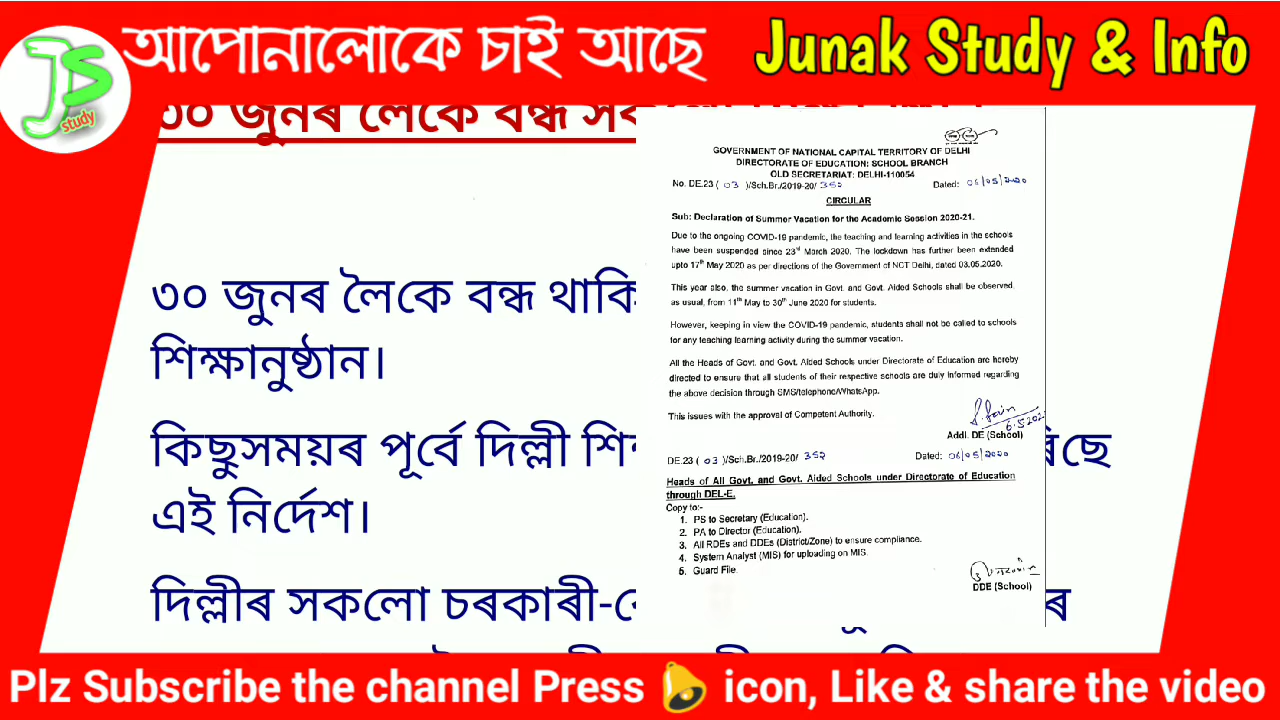 আপোনালোকে চাই আছে
Junak Study & Info
JS
study
৩০ জুনৰ লৈকে বন্ধ
৩০ জুনৰ লৈকে বন্ধ
শিক্ষানুষ্ঠান।
কিছুসময়ৰ পূৰ্বে দিল্লী
এই নিৰ্দেশ।
দিল্লীৰ সকলো চৰকাৰী-
GOVERNMENT OF NATIONAL CAPITAL TERRITORY OF DELHI
DIRECTORATE OF EDUCATION: SCHOOL BRANCH
OLD SECRETARIAT: DELHI-110054
No. DE.23 ( 03 )/Sch.Br./2019-20/ 352 Dated: 06/05/2020
CIRCULAR
Sub: Declaration of Summer Vacation for the Academic Session 2020-21.
Due to the ongoing COVID-19 pandemic, the teaching and learning activities in the schools
have been suspended since 23rd March 2020. The lockdown has further been extended
upto 17th May 2020 as per directions of the Government of NCT Delhi, dated 03.05.2020.
This year also, the summer vacation in Govt. and Govt. Aided Schools shall be observed,
as usual, from 11th May to 30th June 2020 for students.
However, keeping in view the COVID-19 pandemic, students shall not be called to schools
for any teaching learning activity during the summer vacation.
All the Heads of Govt. and Govt. Aided Schools under Directorate of Education are hereby
directed to ensure that all students of their respective schools are duly informed regarding
the above decision through SMS/telephone/WhatsApp.
This issues with the approval of Competent Authority.
6.5.202
Addl. DE (School)
DE.23 ( 03 )/Sch.Br./2019-20/ 352 Dated: 06/05/2020
Heads of All Govt. and Govt. Aided Schools under Directorate of Education
through DEL-E.
Copy to:-
1. PS to Secretary (Education).
2. PA to Director (Education).
3. All RDEs and DDEs (District/Zone) to ensure compliance.
4. System Analyst (MIS) for uploading on MIS.
5. Guard File.
DDE (School)
Plz Subscribe the channel Press icon, Like & share the video